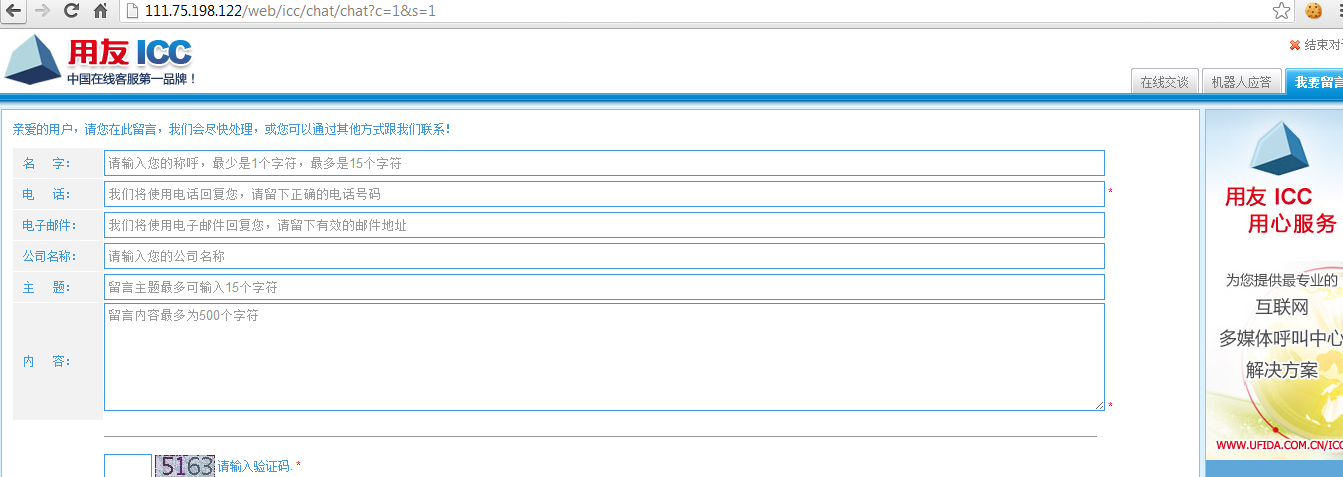 111.75.198.122/web/icc/chat/chat?c=1&s=1
用友 ICC
中国在线客服第一品牌！
结束对
在线交谈
机器人应答
我要留言
亲爱的用户，请您在此留言，我们会尽快处理，或您可以通过其他方式跟我们联系！
名 字： 请输入您的称呼，最少是1个字符，最多是15个字符
电 话： 我们将使用电话回复您，请留下正确的电话号码 *
电子邮件： 我们将使用电子邮件回复您，请留下有效的邮件地址
公司名称： 请输入您的公司名称
主 题： 留言主题最多可输入15个字符
内 容： 留言内容最多为500个字符 *
5163 请输入验证码. *
用友 ICC
用心服务
为您提供最专业的
互联网
多媒体呼叫中心
解决方案
WWW.UFIDA.COM.CN/ICC